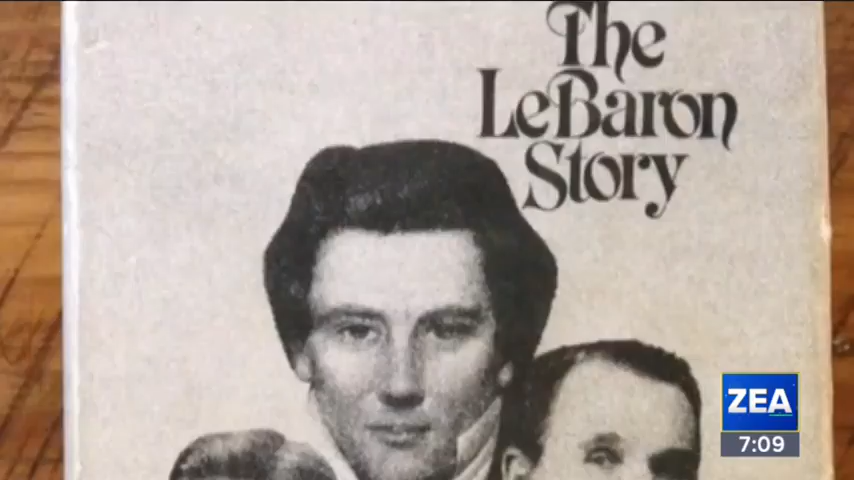 The
LeBaron
Story
ZEA
7:09